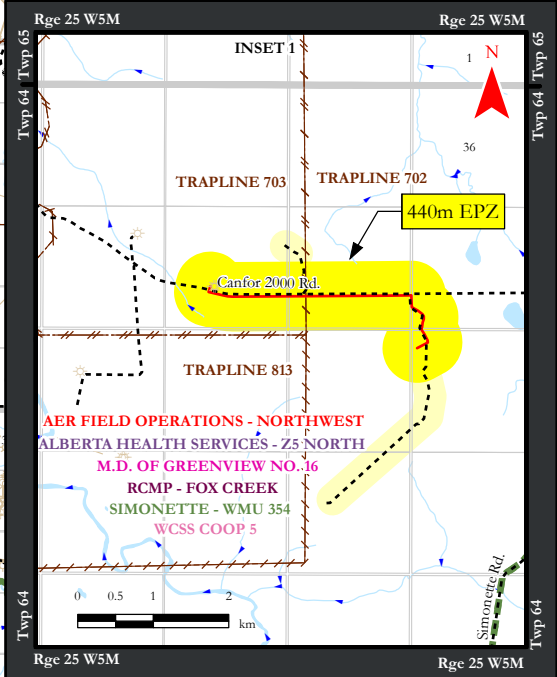 Rge 25 W5M
Rge 25 W5M
Twp 65
INSET 1
Twp 65
1
N
Twp 64
Twp 64
36
TRAPLINE 703
TRAPLINE 702
440m EPZ
Canfor 2000 Rd.
TRAPLINE 813
AER FIELD OPERATIONS - NORTHWEST
ALBERTA HEALTH SERVICES - Z5 NORTH
M.D. OF GREENVIEW NO. 16
RCMP - FOX CREEK
SIMONETTE - WMU 354
WCSS COOP 5
Simonette Rd.
0 0.5 1 2
km
Twp 64
Twp 64
Rge 25 W5M
Rge 25 W5M